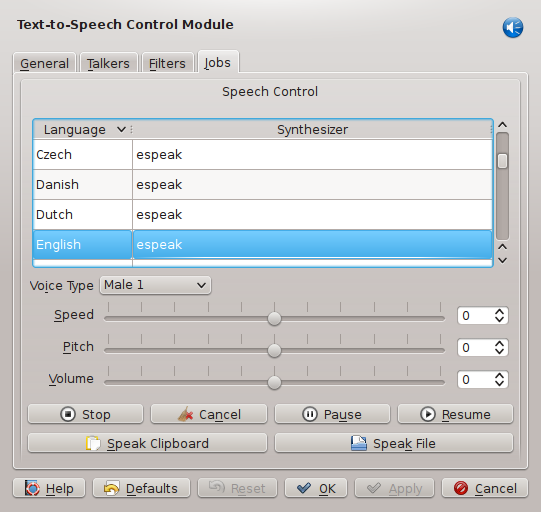 Text-to-Speech Control Module
General Talkers Filters Jobs
Speech Control
Language Synthesizer
Czech espeak
Danish espeak
Dutch espeak
English espeak
Voice Type Male 1
Speed 0
Pitch 0
Volume 0
Stop Cancel Pause Resume
Speak Clipboard Speak File
Help Defaults Reset OK Apply Cancel